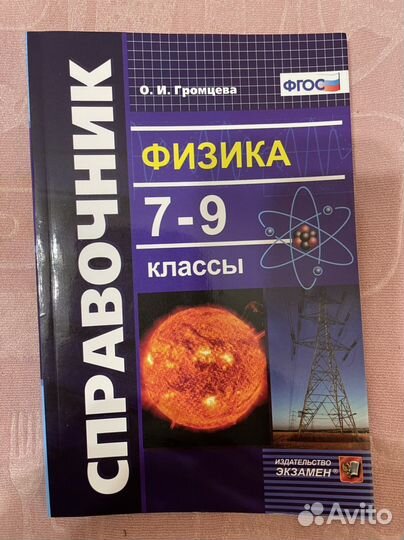 О. И. Громцева
ФГОС
СПРАВОЧНИК
ФИЗИКА
7-9
классы
ИЗДАТЕЛЬСТВО
ЭКЗАМЕН
Avito